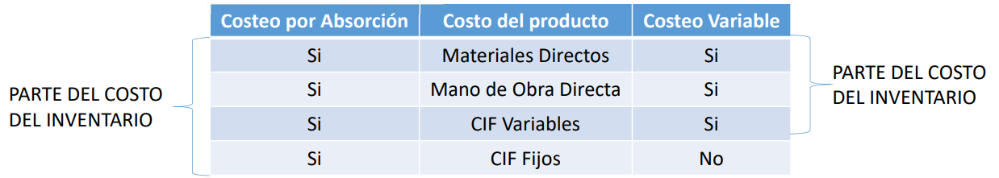 Costeo por Absorción Costo del producto Costeo Variable
Si Materiales Directos Si
Si Mano de Obra Directa Si
Si CIF Variables Si
Si CIF Fijos No
PARTE DEL COSTO
DEL INVENTARIO
PARTE DEL COSTO
DEL INVENTARIO